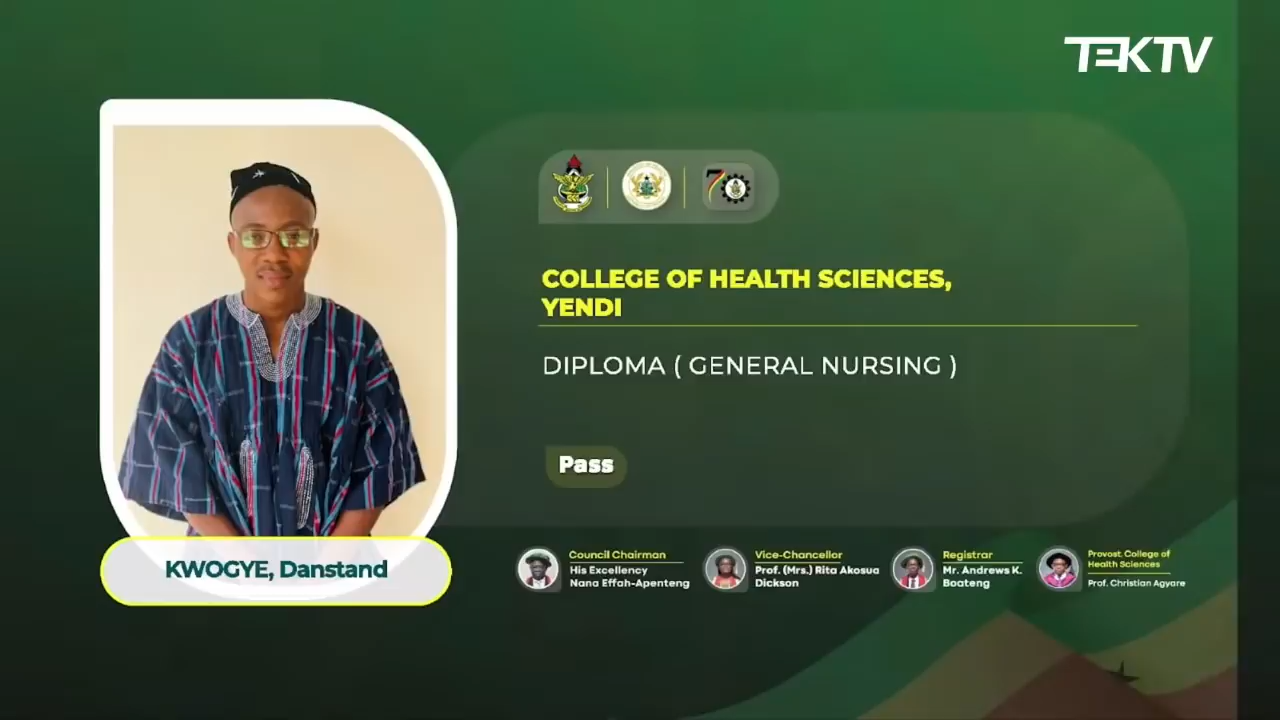 TEKTV
COLLEGE OF HEALTH SCIENCES,
YENDI
DIPLOMA ( GENERAL NURSING )
Pass
KWOGYE, Danstand
Council Chairman
His Excellency
Nana Effah-Apenteng
Vice-Chancellor
Prof. (Mrs.) Rita Akosua
Dickson
Registrar
Mr. Andrews K.
Boateng
Provost, College of
Health Sciences
Prof. Christian Agyare